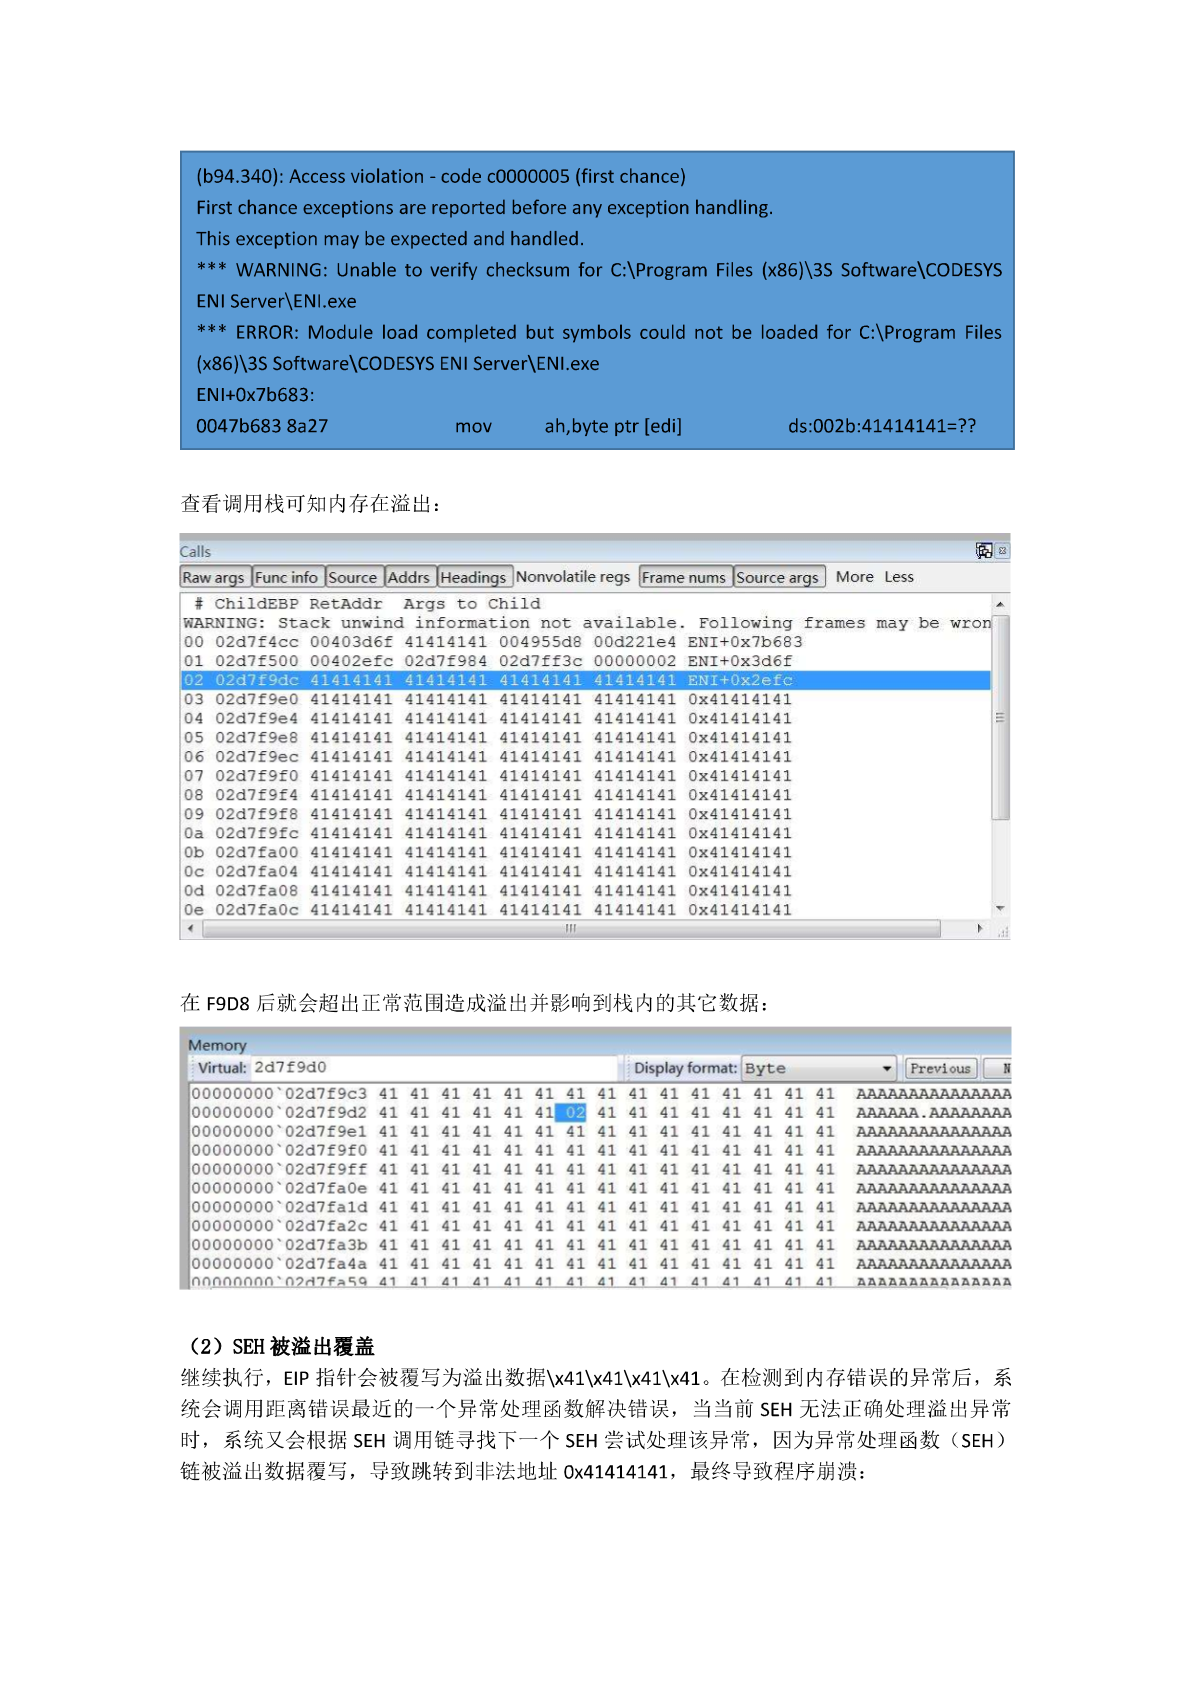 (b94.340): Access violation - code c0000005 (first chance)
First chance exceptions are reported before any exception handling.
This exception may be expected and handled.
*** WARNING: Unable to verify checksum for C:\Program Files (x86)\3S Software\CODESYS
ENI Server\ENI.exe
*** ERROR: Module load completed but symbols could not be loaded for C:\Program Files
(x86)\3S Software\CODESYS ENI Server\ENI.exe
ENI+0x7b683:
0047b683 8a27 mov ah,byte ptr [edi] ds:002b:41414141=??
查看调用栈可知内存在溢出：
Calls
Raw args Func info Source Addrs Headings Nonvolatile regs Frame nums Source args More Less
# ChildEBP RetAddr Args to Child
WARNING: Stack unwind information not available. Following frames may be wron
00 02d7f4cc 00403d6f 41414141 004955d8 00d221e4 ENI+0x7b683
01 02d7f500 00402efc 02d7f984 02d7ff3c 00000002 ENI+0x3d6f
02 02d7f9dc 41414141 41414141 41414141 41414141 ENI+0x2efc
03 02d7f9e0 41414141 41414141 41414141 41414141 0x41414141
04 02d7f9e4 41414141 41414141 41414141 41414141 0x41414141
05 02d7f9e8 41414141 41414141 41414141 41414141 0x41414141
06 02d7f9ec 41414141 41414141 41414141 41414141 0x41414141
07 02d7f9f0 41414141 41414141 41414141 41414141 0x41414141
08 02d7f9f4 41414141 41414141 41414141 41414141 0x41414141
09 02d7f9f8 41414141 41414141 41414141 41414141 0x41414141
0a 02d7f9fc 41414141 41414141 41414141 41414141 0x41414141
0b 02d7fa00 41414141 41414141 41414141 41414141 0x41414141
0c 02d7fa04 41414141 41414141 41414141 41414141 0x41414141
0d 02d7fa08 41414141 41414141 41414141 41414141 0x41414141
0e 02d7fa0c 41414141 41414141 41414141 41414141 0x41414141
在 F9D8 后就会超出正常范围造成溢出并影响到栈内的其它数据：
Memory
Virtual: 2d7f9d0 Display format: Byte Previous N
00000000`02d7f9c3 41 41 41 41 41 41 41 41 41 41 41 41 41 41 41 AAAAAAAAAAAAAAA
00000000`02d7f9d2 41 41 41 41 41 41 02 41 41 41 41 41 41 41 41 AAAAAA.AAAAAAAA
00000000`02d7f9e1 41 41 41 41 41 41 41 41 41 41 41 41 41 41 41 AAAAAAAAAAAAAAA
00000000`02d7f9f0 41 41 41 41 41 41 41 41 41 41 41 41 41 41 41 AAAAAAAAAAAAAAA
00000000`02d7f9ff 41 41 41 41 41 41 41 41 41 41 41 41 41 41 41 AAAAAAAAAAAAAAA
00000000`02d7fa0e 41 41 41 41 41 41 41 41 41 41 41 41 41 41 41 AAAAAAAAAAAAAAA
00000000`02d7fa1d 41 41 41 41 41 41 41 41 41 41 41 41 41 41 41 AAAAAAAAAAAAAAA
00000000`02d7fa2c 41 41 41 41 41 41 41 41 41 41 41 41 41 41 41 AAAAAAAAAAAAAAA
00000000`02d7fa3b 41 41 41 41 41 41 41 41 41 41 41 41 41 41 41 AAAAAAAAAAAAAAA
00000000`02d7fa4a 41 41 41 41 41 41 41 41 41 41 41 41 41 41 41 AAAAAAAAAAAAAAA
00000000`02d7fa59 41 41 41 41 41 41 41 41 41 41 41 41 41 41 41 AAAAAAAAAAAAAAA
（2）SEH 被溢出覆盖
继续执行，EIP 指针会被覆写为溢出数据\x41\x41\x41\x41。在检测到内存错误的异常后，系
统会调用距离错误最近的一个异常处理函数解决错误，当当前 SEH 无法正确处理溢出异常
时，系统又会根据 SEH 调用链寻找下一个 SEH 尝试处理该异常，因为异常处理函数（SEH）
链被溢出数据覆写，导致跳转到非法地址 0x41414141，最终导致程序崩溃：